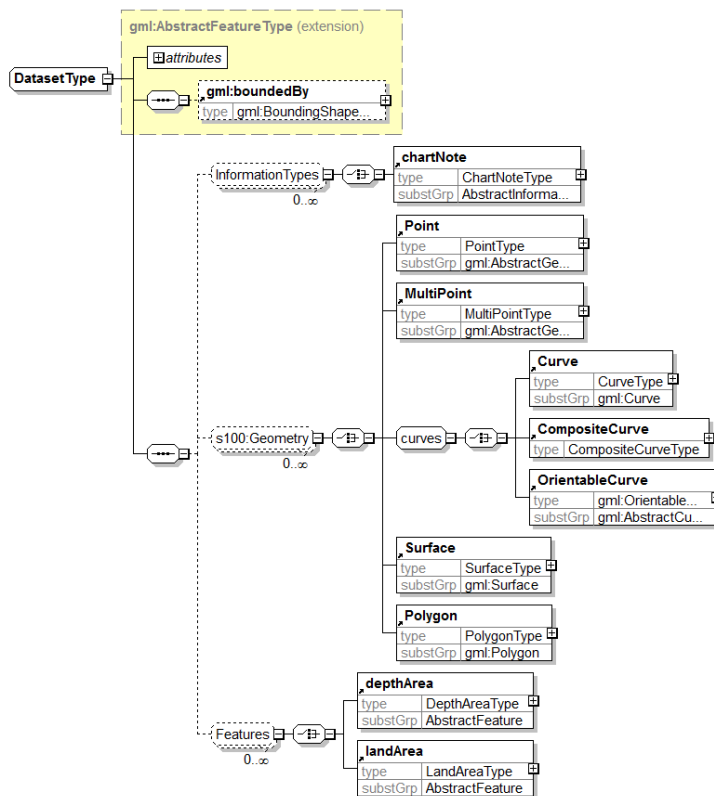 gml:AbstractFeatureType (extension)
attributes
DatasetType
gml:boundedBy
type gml:BoundingShape...
InformationTypes
0..∞
chartNote
type ChartNoteType
substGrp AbstractInforma...
Point
type PointType
substGrp gml:AbstractGe...
MultiPoint
type MultiPointType
substGrp gml:AbstractGe...
Curve
type CurveType
substGrp gml:Curve
s100:Geometry
0..∞
curves
CompositeCurve
type CompositeCurveType
OrientableCurve
type gml:Orientable...
substGrp gml:AbstractCu...
Surface
type SurfaceType
substGrp gml:Surface
Polygon
type PolygonType
substGrp gml:Polygon
Features
0..∞
depthArea
type DepthAreaType
substGrp AbstractFeature
landArea
type LandAreaType
substGrp AbstractFeature